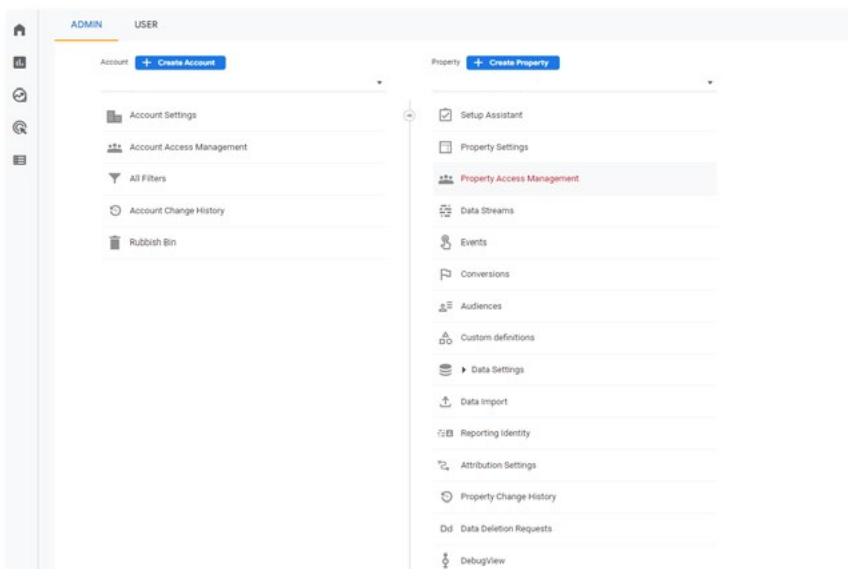 ADMIN USER
Account + Create Account
Account Settings
Account Access Management
All Filters
Account Change History
Rubbish Bin
Property + Create Property
Setup Assistant
Property Settings
Property Access Management
Data Streams
Events
Conversions
Audiences
Custom definitions
Data Settings
Data Import
Reporting Identity
Attribution Settings
Property Change History
Dd Data Deletion Requests
DebugView